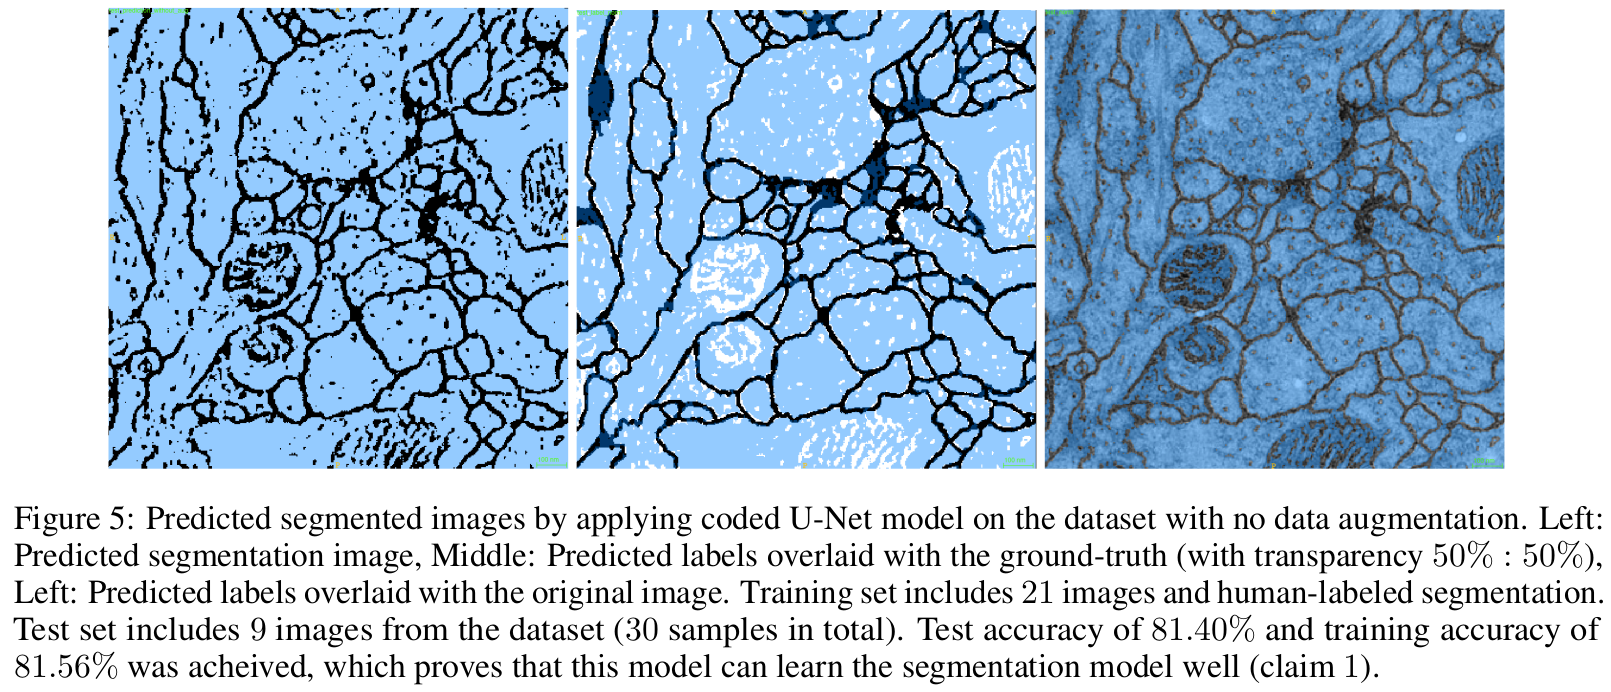 Figure 5: Predicted segmented images by applying coded U-Net model on the dataset with no data augmentation. Left:
Predicted segmentation image, Middle: Predicted labels overlaid with the ground-truth (with transparency 50% : 50%),
Left: Predicted labels overlaid with the original image. Training set includes 21 images and human-labeled segmentation.
Test set includes 9 images from the dataset (30 samples in total). Test accuracy of 81.40% and training accuracy of
81.56% was acheived, which proves that this model can learn the segmentation model well (claim 1).